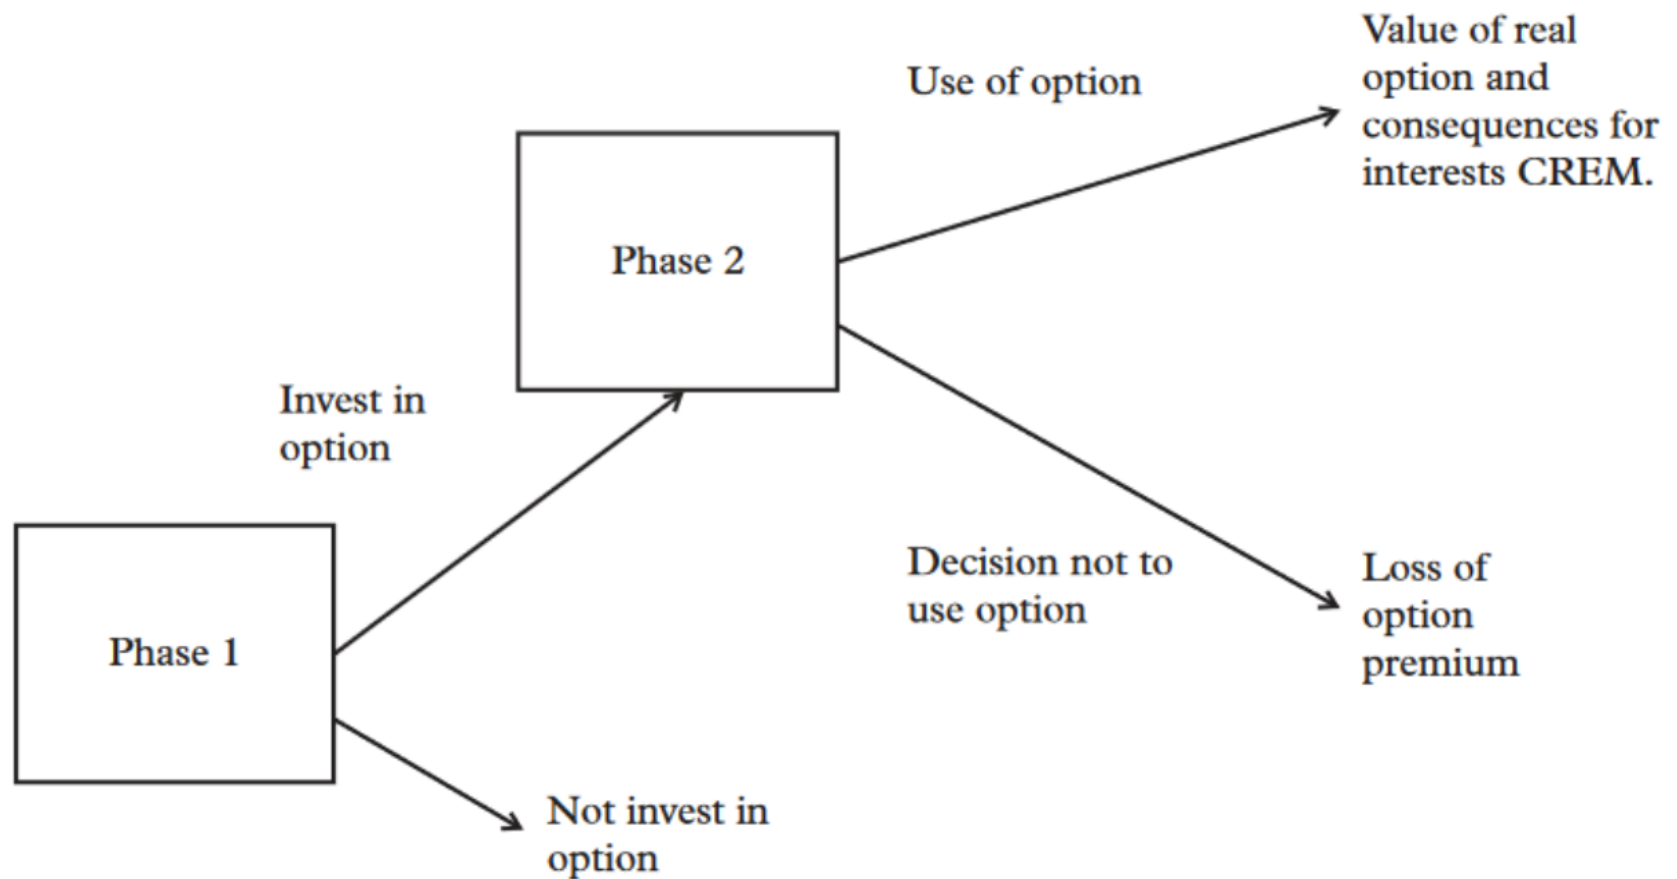 Value of real
option and
consequences for
interests CREM.
Use of option
Phase 2
Invest in
option
Decision not to
use option
Loss of
option
premium
Phase 1
Not invest in
option